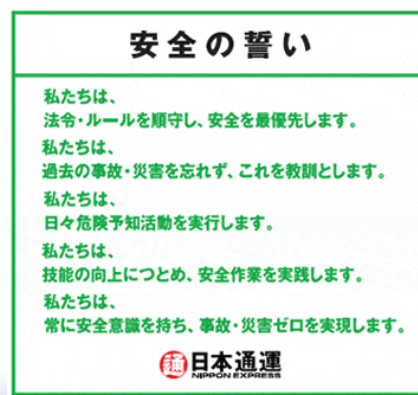 安全の誓い
私たちは、
法令・ルールを順守し、安全を最優先します。
私たちは、
過去の事故・災害を忘れず、これを教訓とします。
私たちは、
日々危険予知活動を実行します。
私たちは、
技能の向上につとめ、安全作業を実践します。
私たちは、
常に安全意識を持ち、事故・災害ゼロを実現します。
通 日本通運
NIPPON EXPRESS